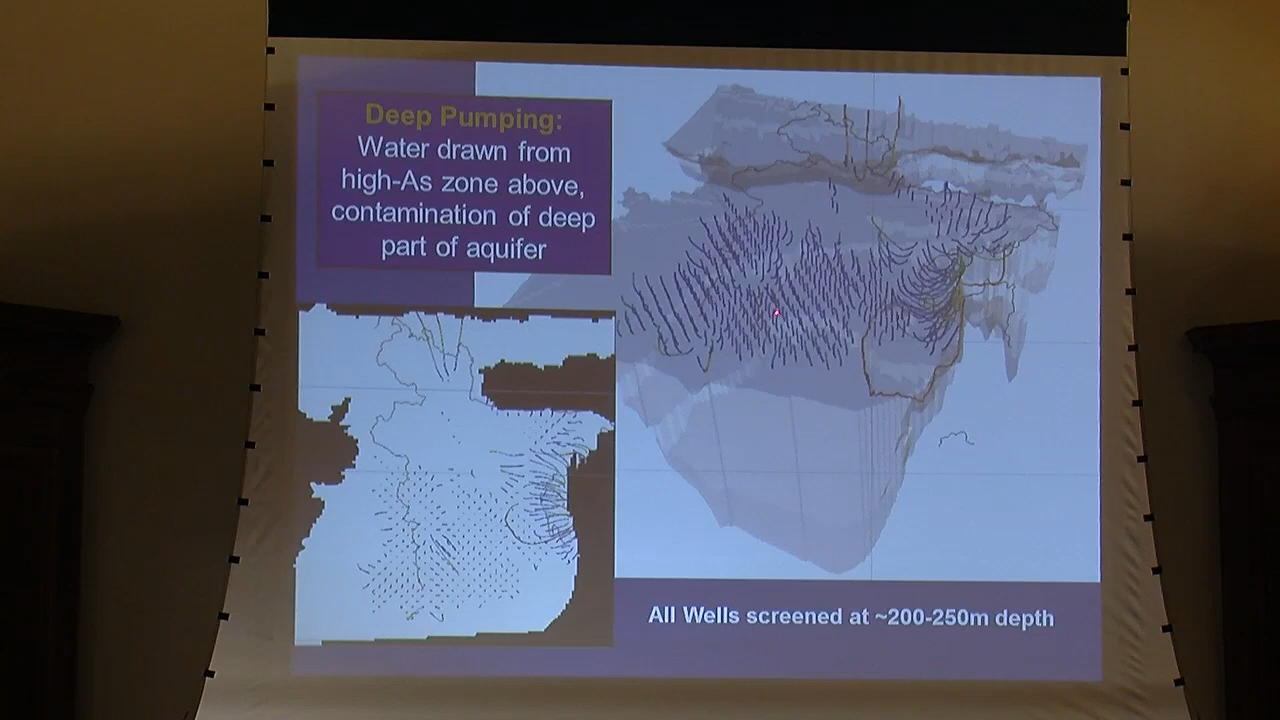 Deep Pumping:
Water drawn from
high-As zone above,
contamination of deep
part of aquifer
All Wells screened at ~200-250m depth